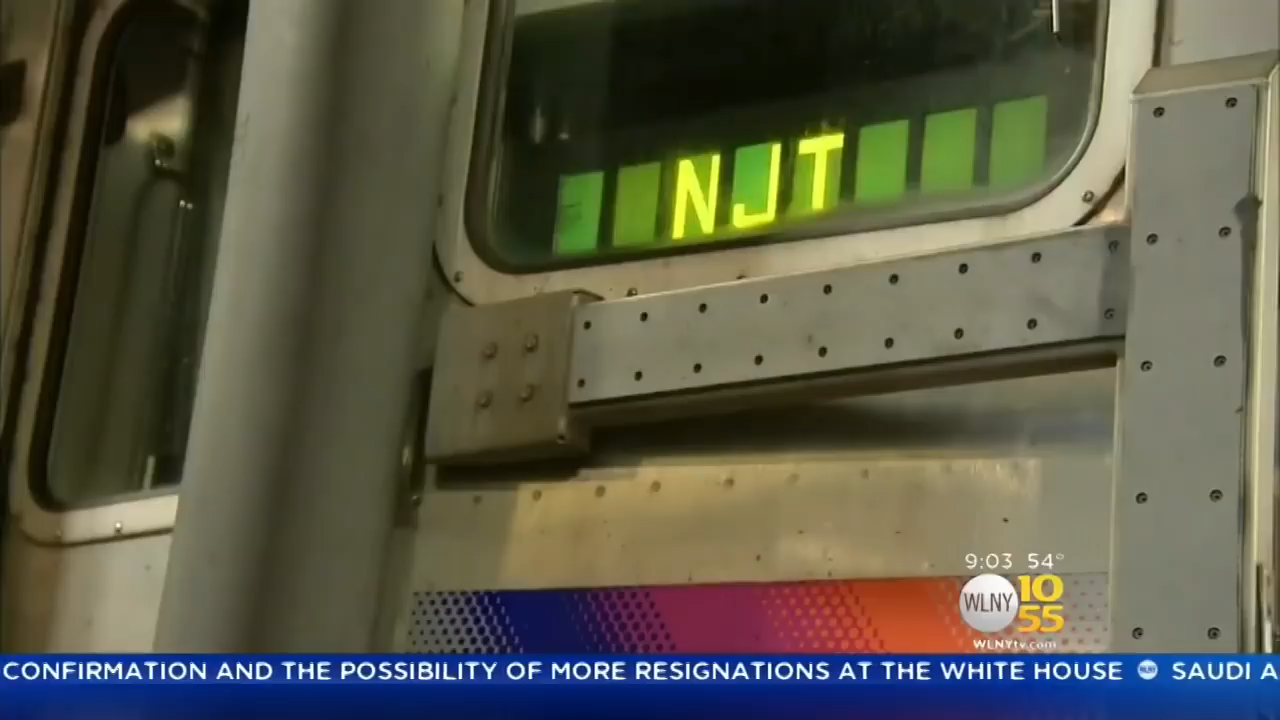 NJT
9:03 54°
WLNY 10
55
WLNYtv.com
CONFIRMATION AND THE POSSIBILITY OF MORE RESIGNATIONS AT THE WHITE HOUSE WLNY SAUDI A